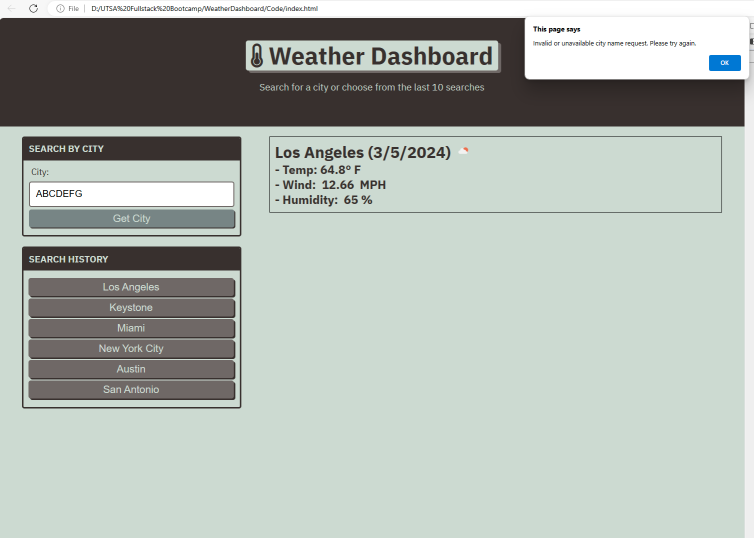 File D:/UTSA%20Fullstack%20Bootcamp/WeatherDashboard/Code/index.html
This page says
Invalid or unavailable city name request. Please try again.
OK
Weather Dashboard
Search for a city or choose from the last 10 searches
SEARCH BY CITY
City:
ABCDEFG
Get City
SEARCH HISTORY
Los Angeles
Keystone
Miami
New York City
Austin
San Antonio
Los Angeles (3/5/2024)
- Temp: 64.8° F
- Wind: 12.66 MPH
- Humidity: 65 %